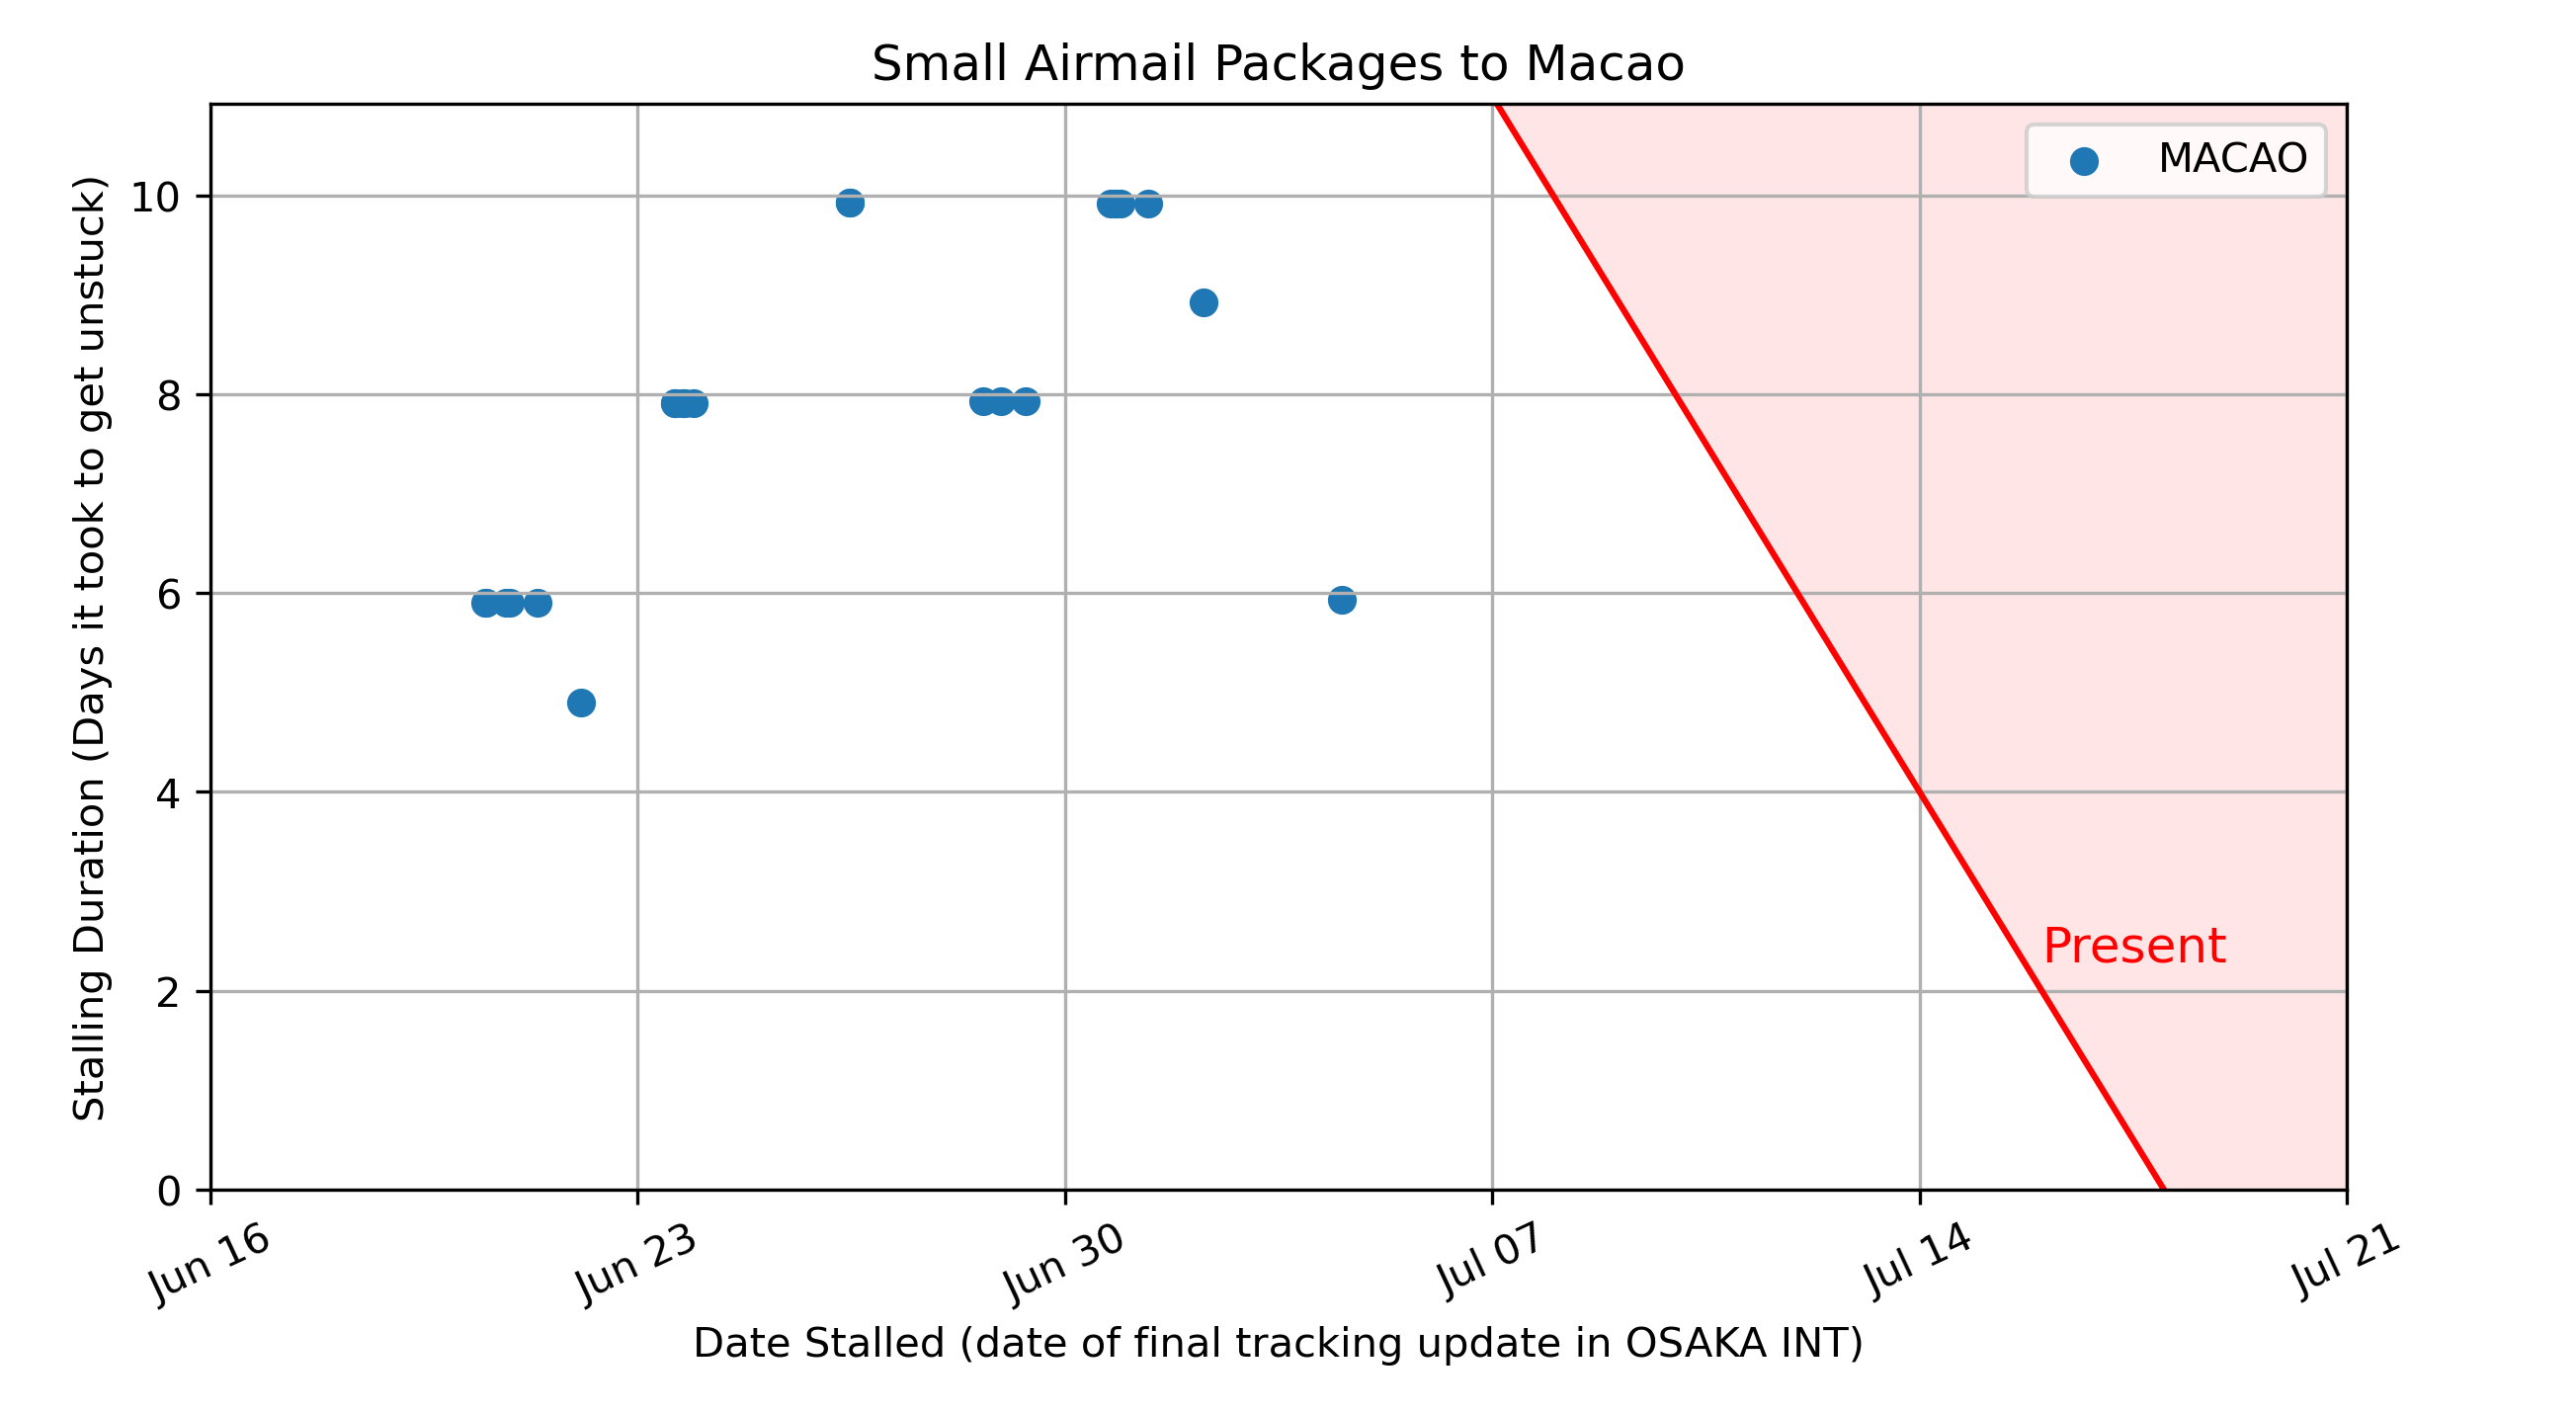 Small Airmail Packages to Macao
Stalling Duration (Days it took to get unstuck)
10
8
6
4
2
0
MACAO
Present
Jun 16
Jun 23
Jun 30
Jul 07
Jul 14
Jul 21
Date Stalled (date of final tracking update in OSAKA INT)